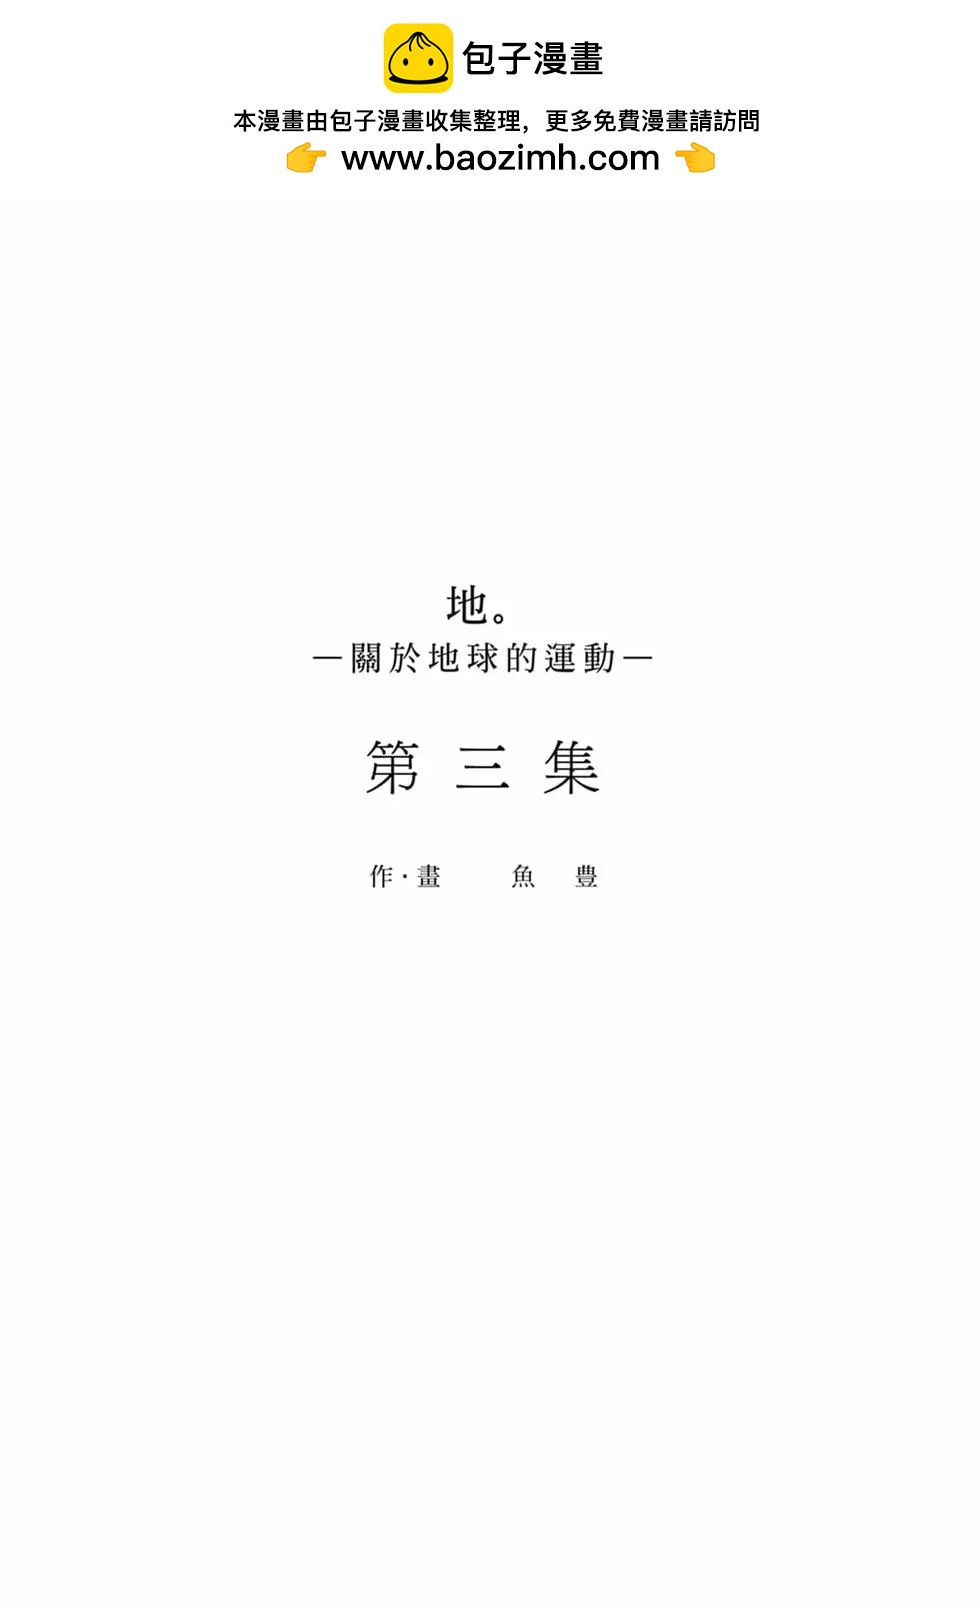 包子漫畫
本漫畫由包子漫畫收集整理，更多免費漫畫請訪問
www.baozimh.com
地。
—關於地球的運動—
第三集
作・畫 魚豊